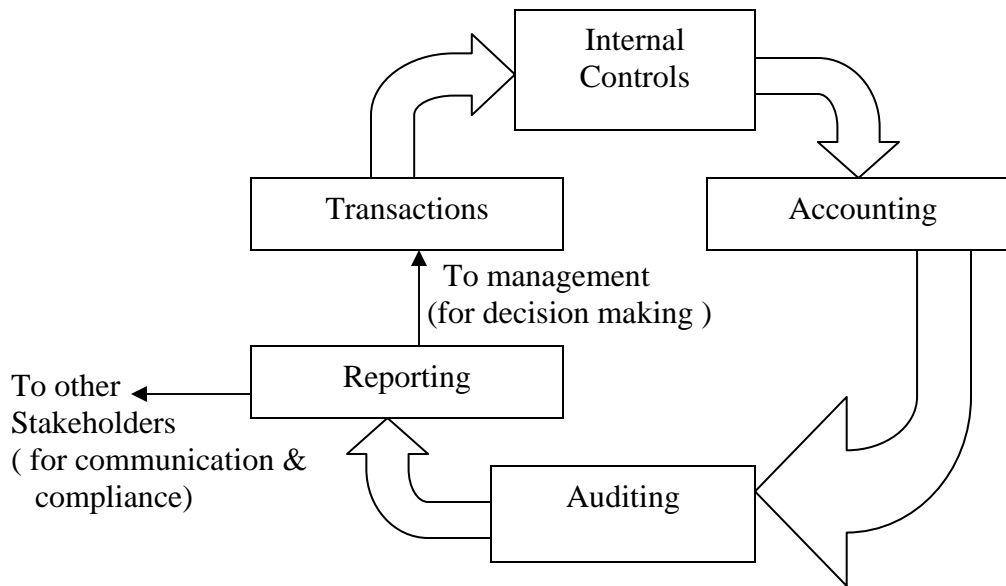 Internal
Controls
Transactions
Accounting
To management
(for decision making )
Reporting
To other
Stakeholders
( for communication &
compliance)
Auditing